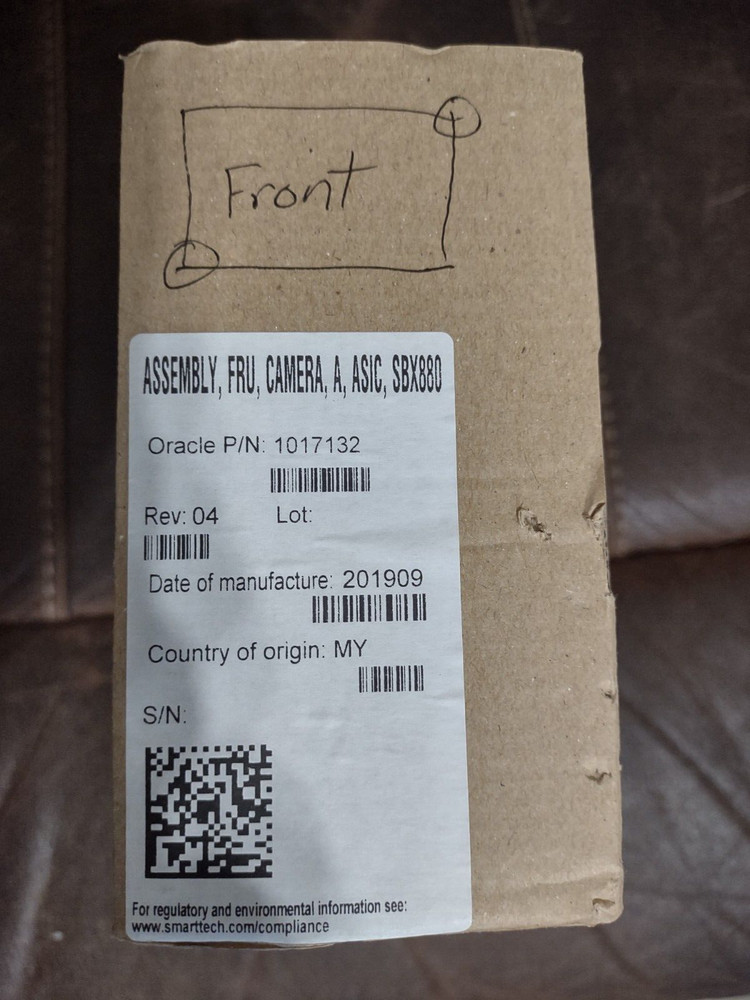 Front
ASSEMBLY, FRU, CAMERA, A, ASIC, SBX880
Oracle P/N: 1017132
Rev: 04 Lot:
Date of manufacture: 201909
Country of origin: MY
S/N:
For regulatory and environmental information see:
www.smarttech.com/compliance